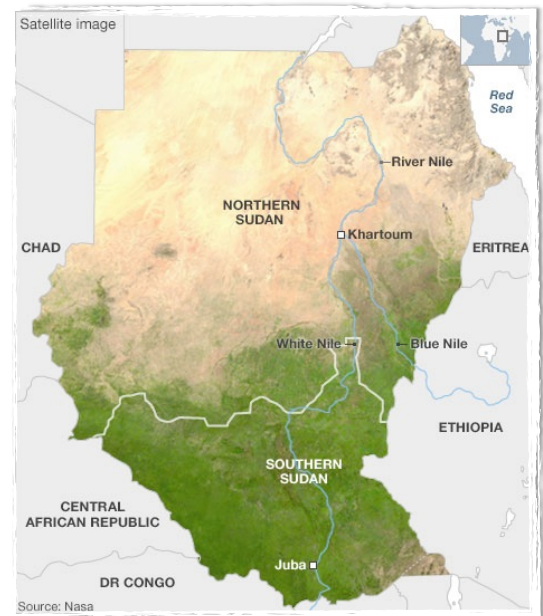 Satellite image
Red
Sea
River Nile
NORTHERN
SUDAN
Khartoum
CHAD
ERITREA
White Nile
Blue Nile
ETHIOPIA
SOUTHERN
SUDAN
CENTRAL
AFRICAN REPUBLIC
Juba
DR CONGO
Source: Nasa